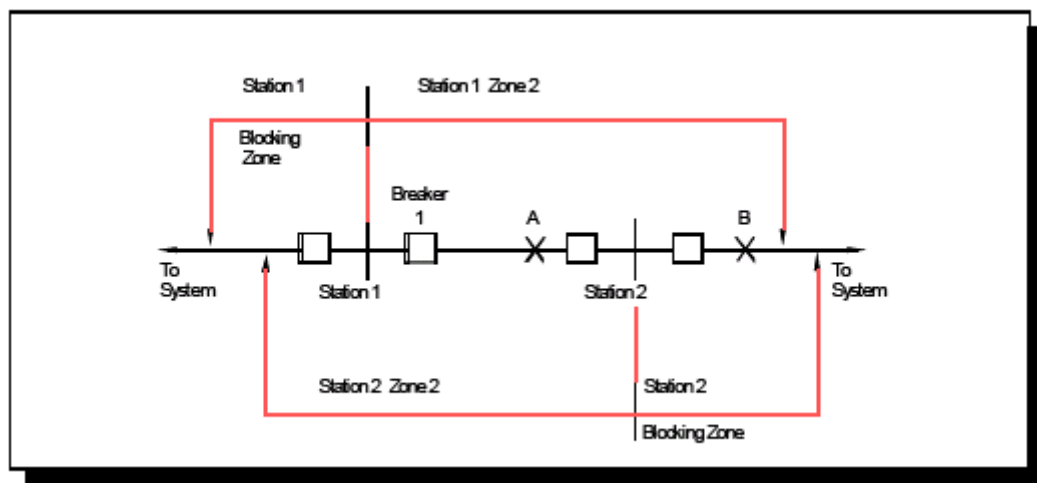 Station 1
Station 1 Zone 2
Blocking
Zone
Breaker
1
A
B
To
System
To
System
Station 1
Station 2
Station 2 Zone 2
Station 2
Blocking Zone